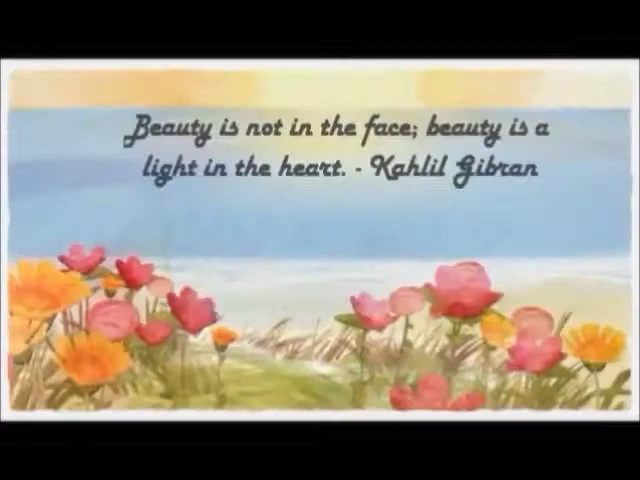 Beauty is not in the face; beauty is a
light in the heart. - Kahlil Gibran